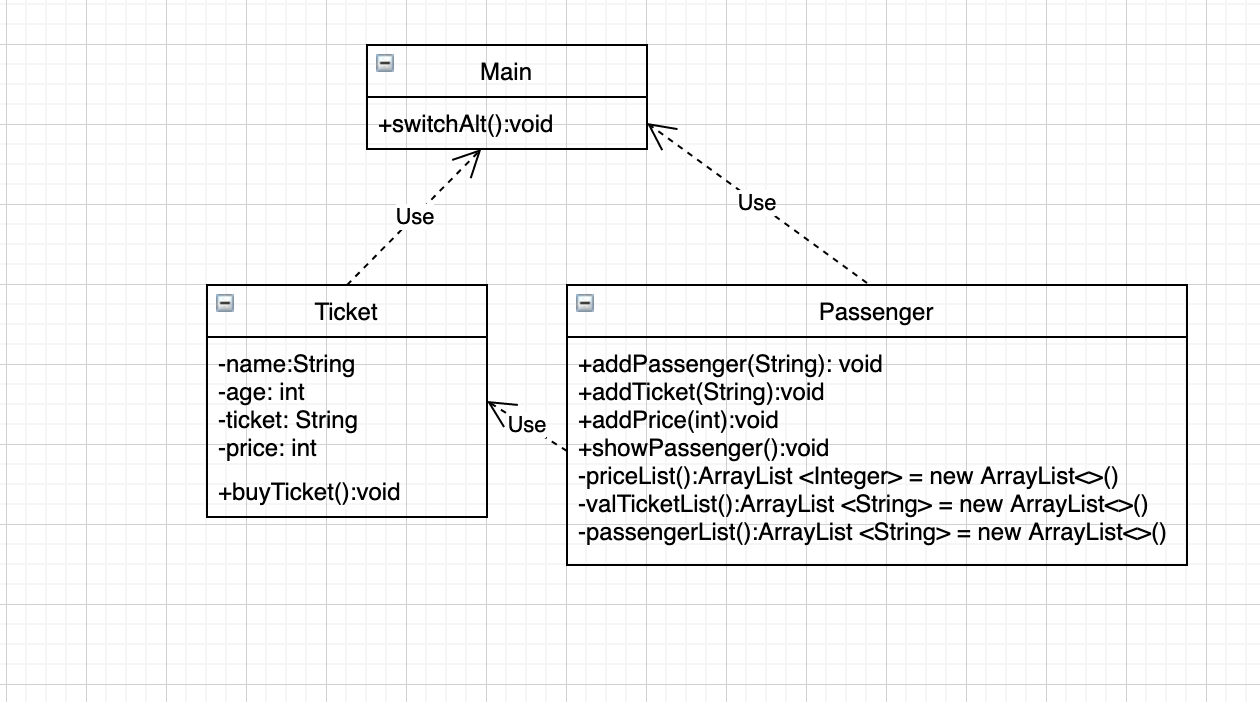 Main
+switchAlt():void
Use
Use
Ticket
-name:String
-age: int
-ticket: String
-price: int
+buyTicket():void
Use
Passenger
+addPassenger(String): void
+addTicket(String):void
+addPrice(int):void
+showPassenger():void
-priceList():ArrayList <Integer> = new ArrayList<>()
-valTicketList():ArrayList <String> = new ArrayList<>()
-passengerList():ArrayList <String> = new ArrayList<>()